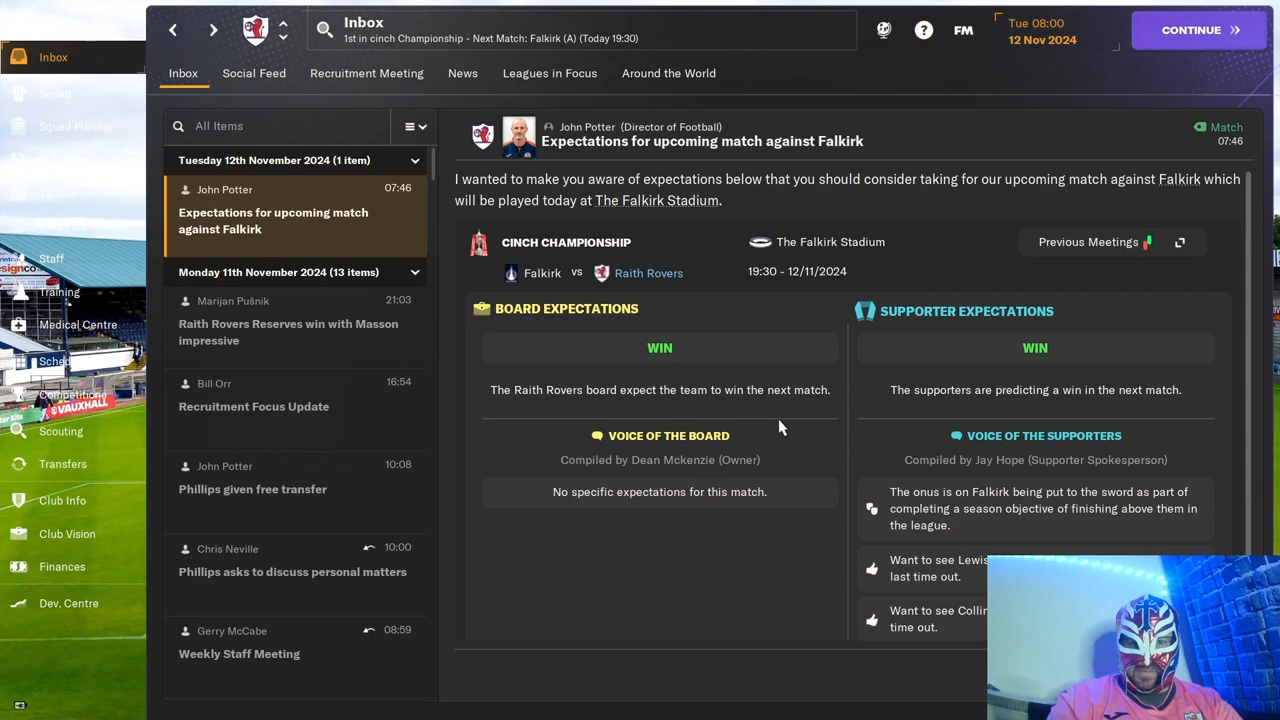 Inbox
1st in cinch Championship - Next Match: Falkirk (A) (Today 19:30)
FM
Tue 08:00
12 Nov 2024
CONTINUE
Inbox
Social Feed
Recruitment Meeting
News
Leagues in Focus
Around the World
Inbox
Squad
Squad Planner
Staff
Training
Medical Centre
Sched
Competitions
VAUXHALL
Scouting
Transfers
Club Info
Club Vision
Finances
Dev. Centre
All Items
Tuesday 12th November 2024 (1 item)
John Potter 07:46
Expectations for upcoming match
against Falkirk
Monday 11th November 2024 (13 items)
Marijan Pušnik 21:03
Raith Rovers Reserves win with Masson
impressive
Bill Orr 16:54
Recruitment Focus Update
John Potter 10:08
Phillips given free transfer
Chris Neville 10:00
Phillips asks to discuss personal matters
Gerry McCabe 08:59
Weekly Staff Meeting
John Potter (Director of Football)
Expectations for upcoming match against Falkirk
Match
07:46
I wanted to make you aware of expectations below that you should consider taking for our upcoming match against Falkirk which
will be played today at The Falkirk Stadium.
CINCH CHAMPIONSHIP
The Falkirk Stadium
Previous Meetings
Falkirk vs Raith Rovers
19:30 - 12/11/2024
BOARD EXPECTATIONS
WIN
The Raith Rovers board expect the team to win the next match.
VOICE OF THE BOARD
Compiled by Dean Mckenzie (Owner)
No specific expectations for this match.
SUPPORTER EXPECTATIONS
WIN
The supporters are predicting a win in the next match.
VOICE OF THE SUPPORTERS
Compiled by Jay Hope (Supporter Spokesperson)
The onus is on Falkirk being put to the sword as part of
completing a season objective of finishing above them in
the league.
Want to see Lewis
last time out.
Want to see Collin
time out.